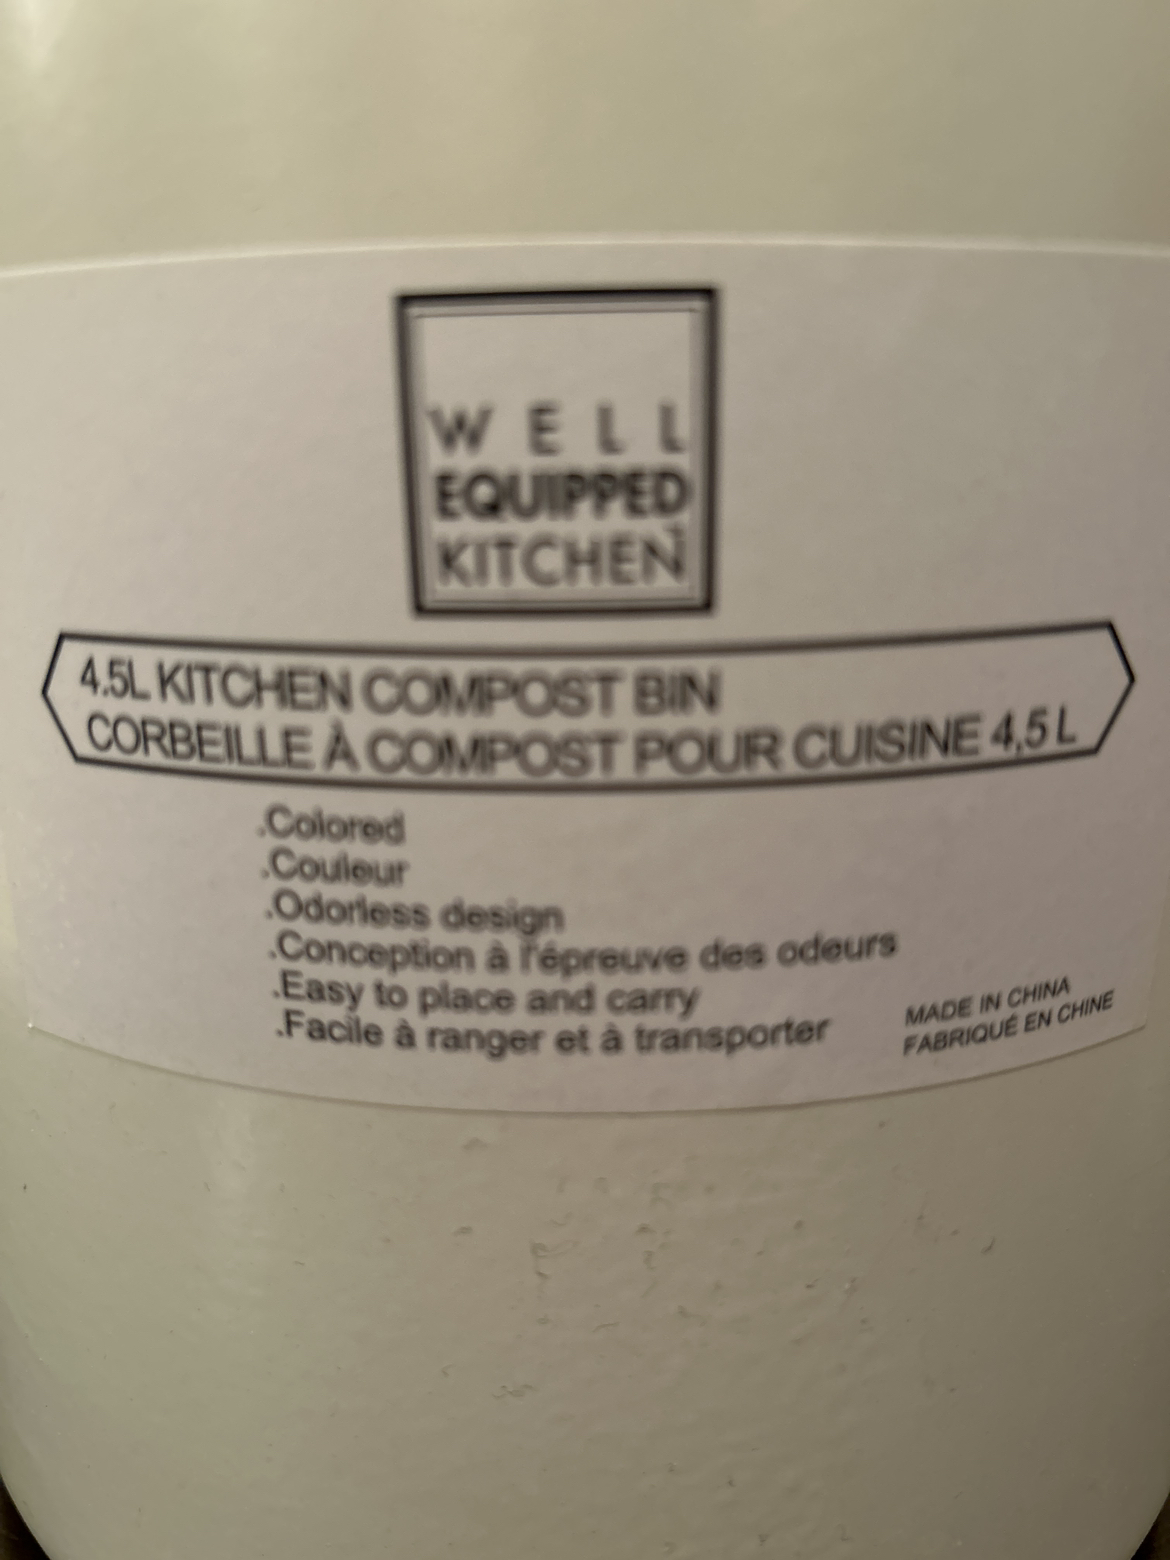 WELL
EQUIPPED
KITCHEN
4.5L KITCHEN COMPOST BIN
CORBEILLE À COMPOST POUR CUISINE 4,5 L
.Colored
.Couleur
.Odorless design
.Conception à l'épreuve des odeurs
.Easy to place and carry
.Facile à ranger et à transporter
MADE IN CHINA
FABRIQUÉ EN CHINE